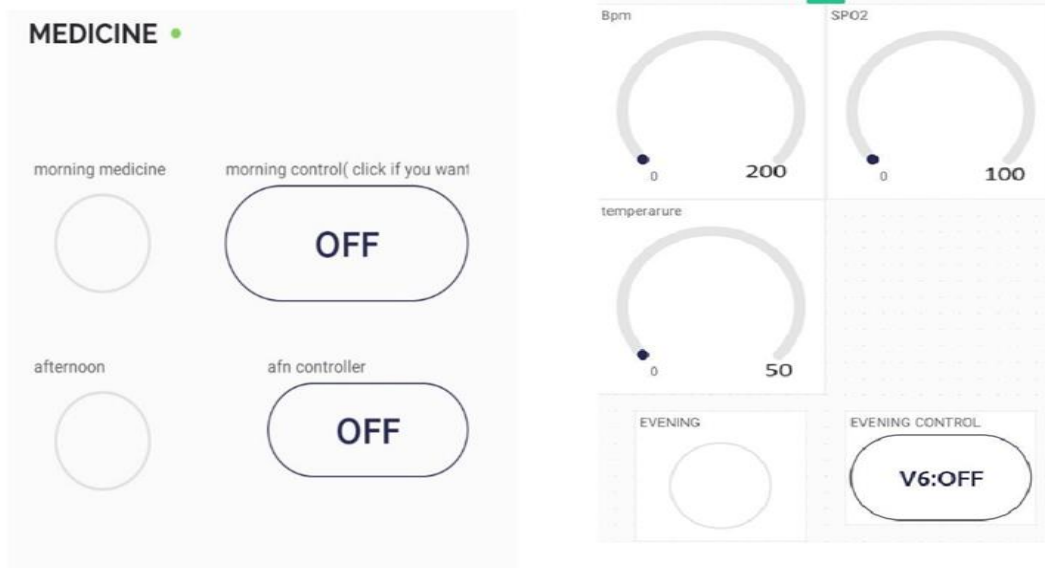 MEDICINE
morning medicine
morning control( click if you want
OFF
afternoon
afn controller
OFF
Bpm
0
200
SPO2
0
100
temperarure
0
50
EVENING
EVENING CONTROL
V6:OFF